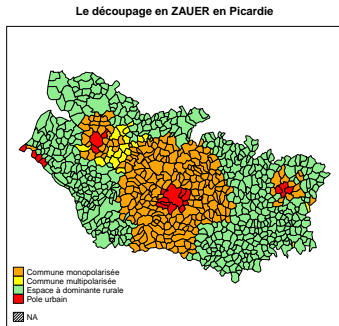 Le découpage en ZAUER en Picardie
Commune monopolarisée
Commune multipolarisée
Espace à dominante rurale
Pole urbain
NA